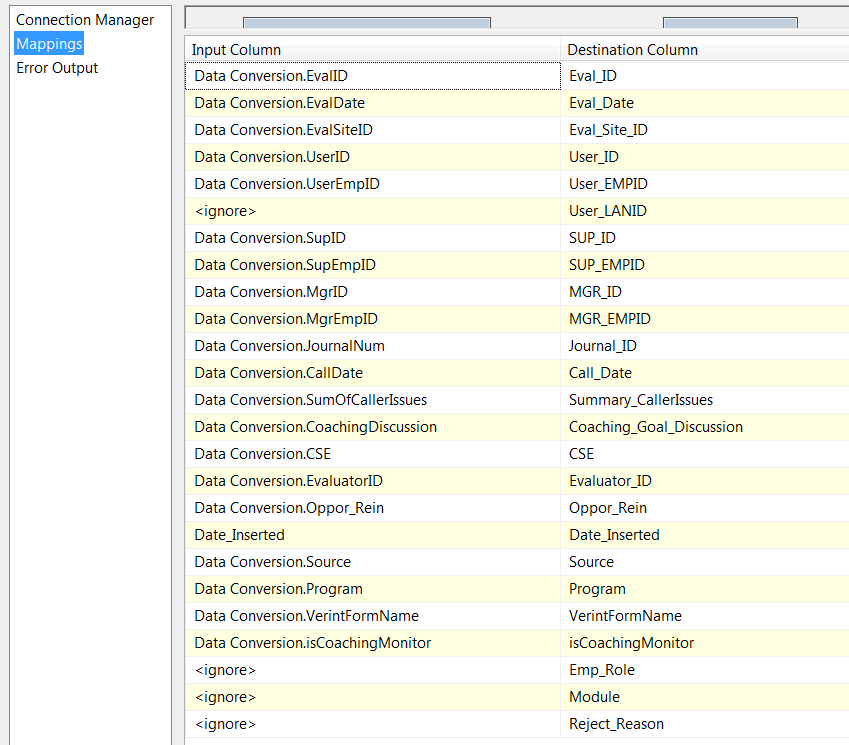 Connection Manager
Mappings
Error Output
Input Column Destination Column
Data Conversion.EvalID Eval_ID
Data Conversion.EvalDate Eval_Date
Data Conversion.EvalSiteID Eval_Site_ID
Data Conversion.UserID User_ID
Data Conversion.UserEmpID User_EMPID
<ignore> User_LANID
Data Conversion.SupID SUP_ID
Data Conversion.SupEmpID SUP_EMPID
Data Conversion.MgrID MGR_ID
Data Conversion.MgrEmpID MGR_EMPID
Data Conversion.JournalNum Journal_ID
Data Conversion.CallDate Call_Date
Data Conversion.SumOfCallerIssues Summary_CallerIssues
Data Conversion.CoachingDiscussion Coaching_Goal_Discussion
Data Conversion.CSE CSE
Data Conversion.EvaluatorID Evaluator_ID
Data Conversion.Oppor_Rein Oppor_Rein
Date_Inserted Date_Inserted
Data Conversion.Source Source
Data Conversion.Program Program
Data Conversion.VerintFormName VerintFormName
Data Conversion.isCoachingMonitor isCoachingMonitor
<ignore> Emp_Role
<ignore> Module
<ignore> Reject_Reason